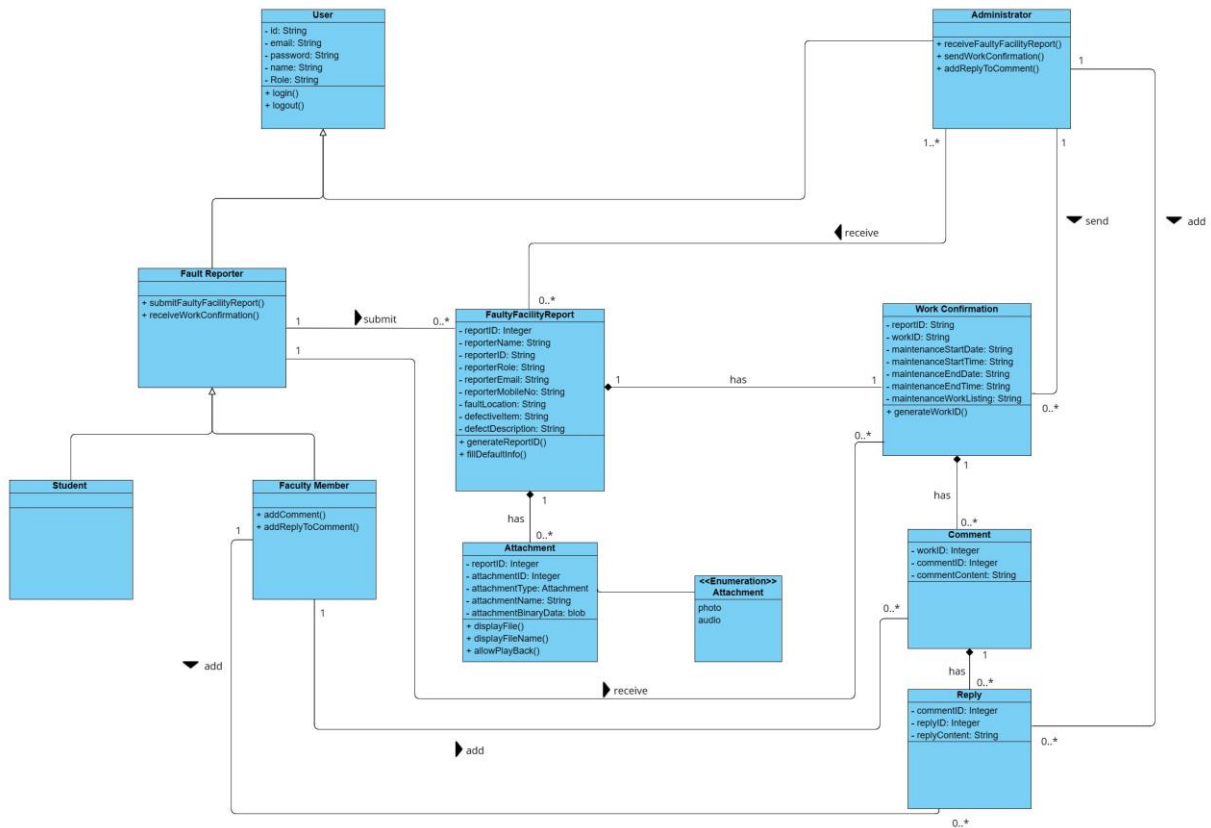 User
- id: String
- email: String
- password: String
- name: String
- Role: String
+ login()
+ logout()
Administrator
+ receiveFaultyFacilityReport()
+ sendWorkConfirmation()
+ addReplyToComment()
1
1..*
1
receive
send
add
Fault Reporter
+ submitFaultyFacilityReport()
+ receiveWorkConfirmation()
1
submit
0..*
1
0..*
FaultyFacilityReport
- reportID: Integer
- reporterName: String
- reporterID: String
- reporterRole: String
- reporterEmail: String
- reporterMobileNo: String
- faultLocation: String
- defectiveItem: String
- defectDescription: String
+ generateReportID()
+ fillDefaultInfo()
1
has
1
Work Confirmation
- reportID: String
- workID: String
- maintenanceStartDate: String
- maintenanceStartTime: String
- maintenanceEndDate: String
- maintenanceEndTime: String
- maintenanceWorkListing: String
+ generateWorkID()
0..*
0..*
Student
Faculty Member
+ addComment()
+ addReplyToComment()
1
1
1
has
0..*
Attachment
- reportID: Integer
- attachmentID: Integer
- attachmentType: Attachment
- attachmentName: String
- attachmentBinaryData: blob
+ displayFile()
+ displayFileName()
+ allowPlayBack()
<<Enumeration>>
Attachment
photo
audio
1
has
0..*
Comment
- workID: Integer
- commentID: Integer
- commentContent: String
0..*
1
has
0..*
Reply
- commentID: Integer
- replyID: Integer
- replyContent: String
0..*
add
receive
add
0..*